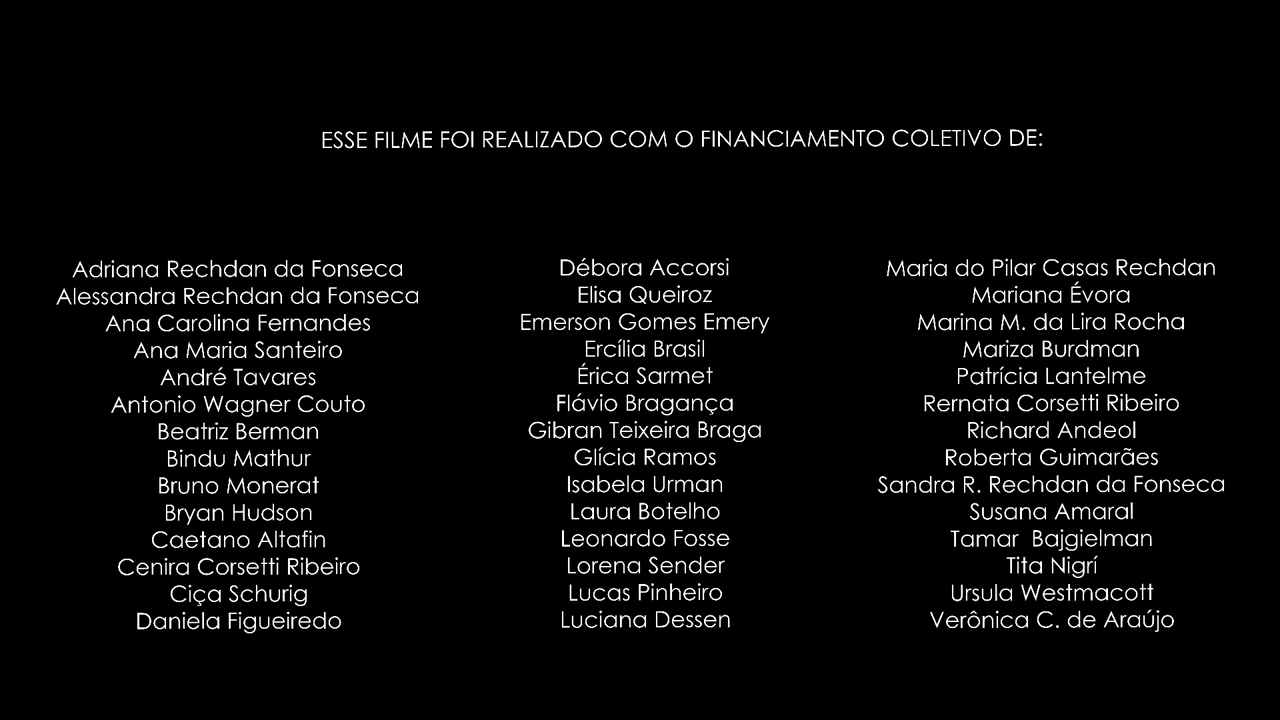 ESSE FILME FOI REALIZADO COM O FINANCIAMENTO COLETIVO DE:
Adriana Rechdan da Fonseca
Alessandra Rechdan da Fonseca
Ana Carolina Fernandes
Ana Maria Santeiro
André Tavares
Antonio Wagner Couto
Beatriz Berman
Bindu Mathur
Bruno Monerat
Bryan Hudson
Caetano Altafin
Cenira Corsetti Ribeiro
Ciça Schurig
Daniela Figueiredo
Débora Accorsi
Elisa Queiroz
Emerson Gomes Emery
Ercília Brasil
Érica Sarmet
Flávio Bragança
Gibran Teixeira Braga
Glícia Ramos
Isabela Urman
Laura Botelho
Leonardo Fosse
Lorena Sender
Lucas Pinheiro
Luciana Dessen
Maria do Pilar Casas Rechdan
Mariana Évora
Marina M. da Lira Rocha
Mariza Burdman
Patrícia Lantelme
Rernata Corsetti Ribeiro
Richard Andeol
Roberta Guimarães
Sandra R. Rechdan da Fonseca
Susana Amaral
Tamar  Bajgielman
Tita Nigrí
Ursula Westmacott
Verônica C. de Araújo